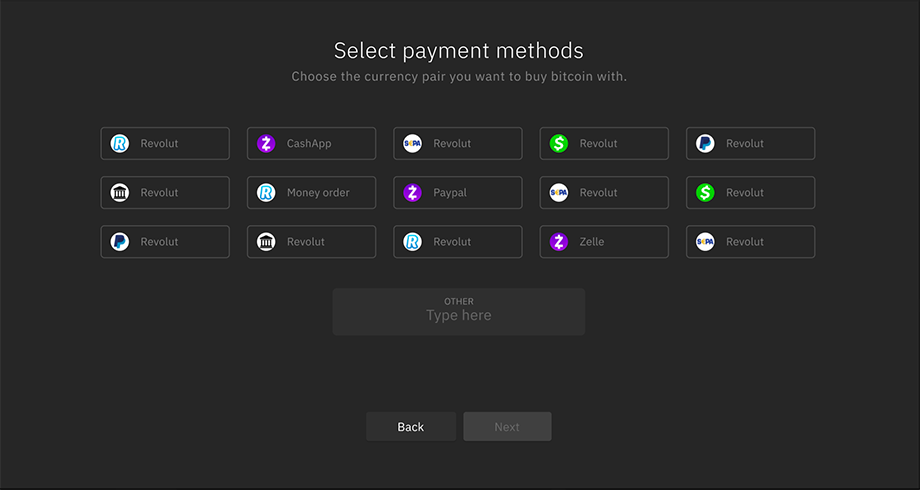 Select payment methods
Choose the currency pair you want to buy bitcoin with.
Revolut CashApp SEPA Revolut Revolut Revolut
Revolut Money order Paypal SEPA Revolut Revolut
Revolut Revolut Revolut Zelle SEPA Revolut
OTHER
Type here
Back Next